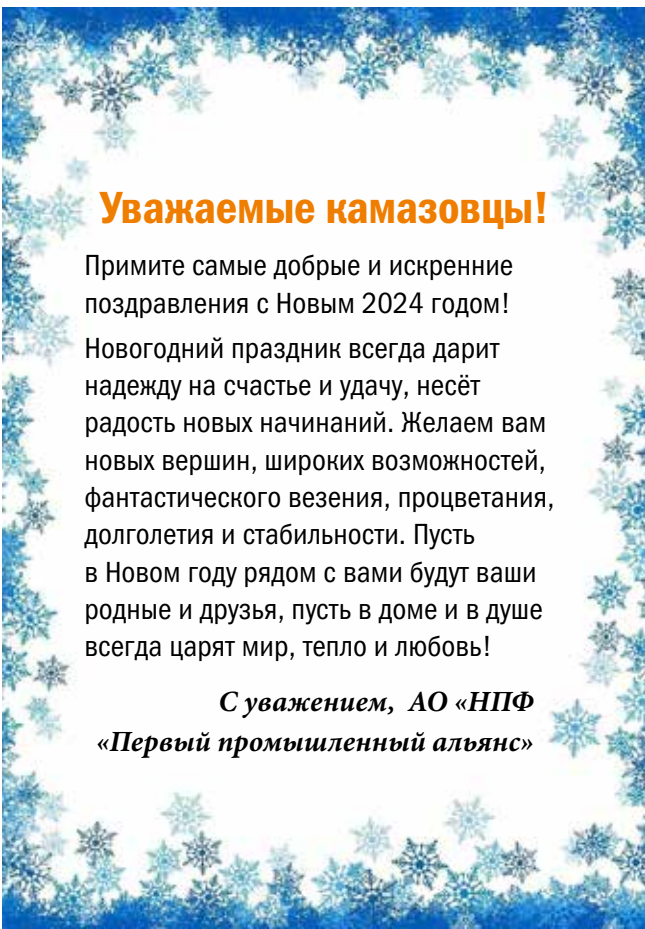 Уважаемые камазовцы!
Примите самые добрые и искренние
поздравления с Новым 2024 годом!
Новогодний праздник всегда дарит
надежду на счастье и удачу, несёт
радость новых начинаний. Желаем вам
новых вершин, широких возможностей,
фантастического везения, процветания,
долголетия и стабильности. Пусть
в Новом году рядом с вами будут ваши
родные и друзья, пусть в доме и в душе
всегда царят мир, тепло и любовь!
С уважением, АО «НПФ
«Первый промышленный альянс»